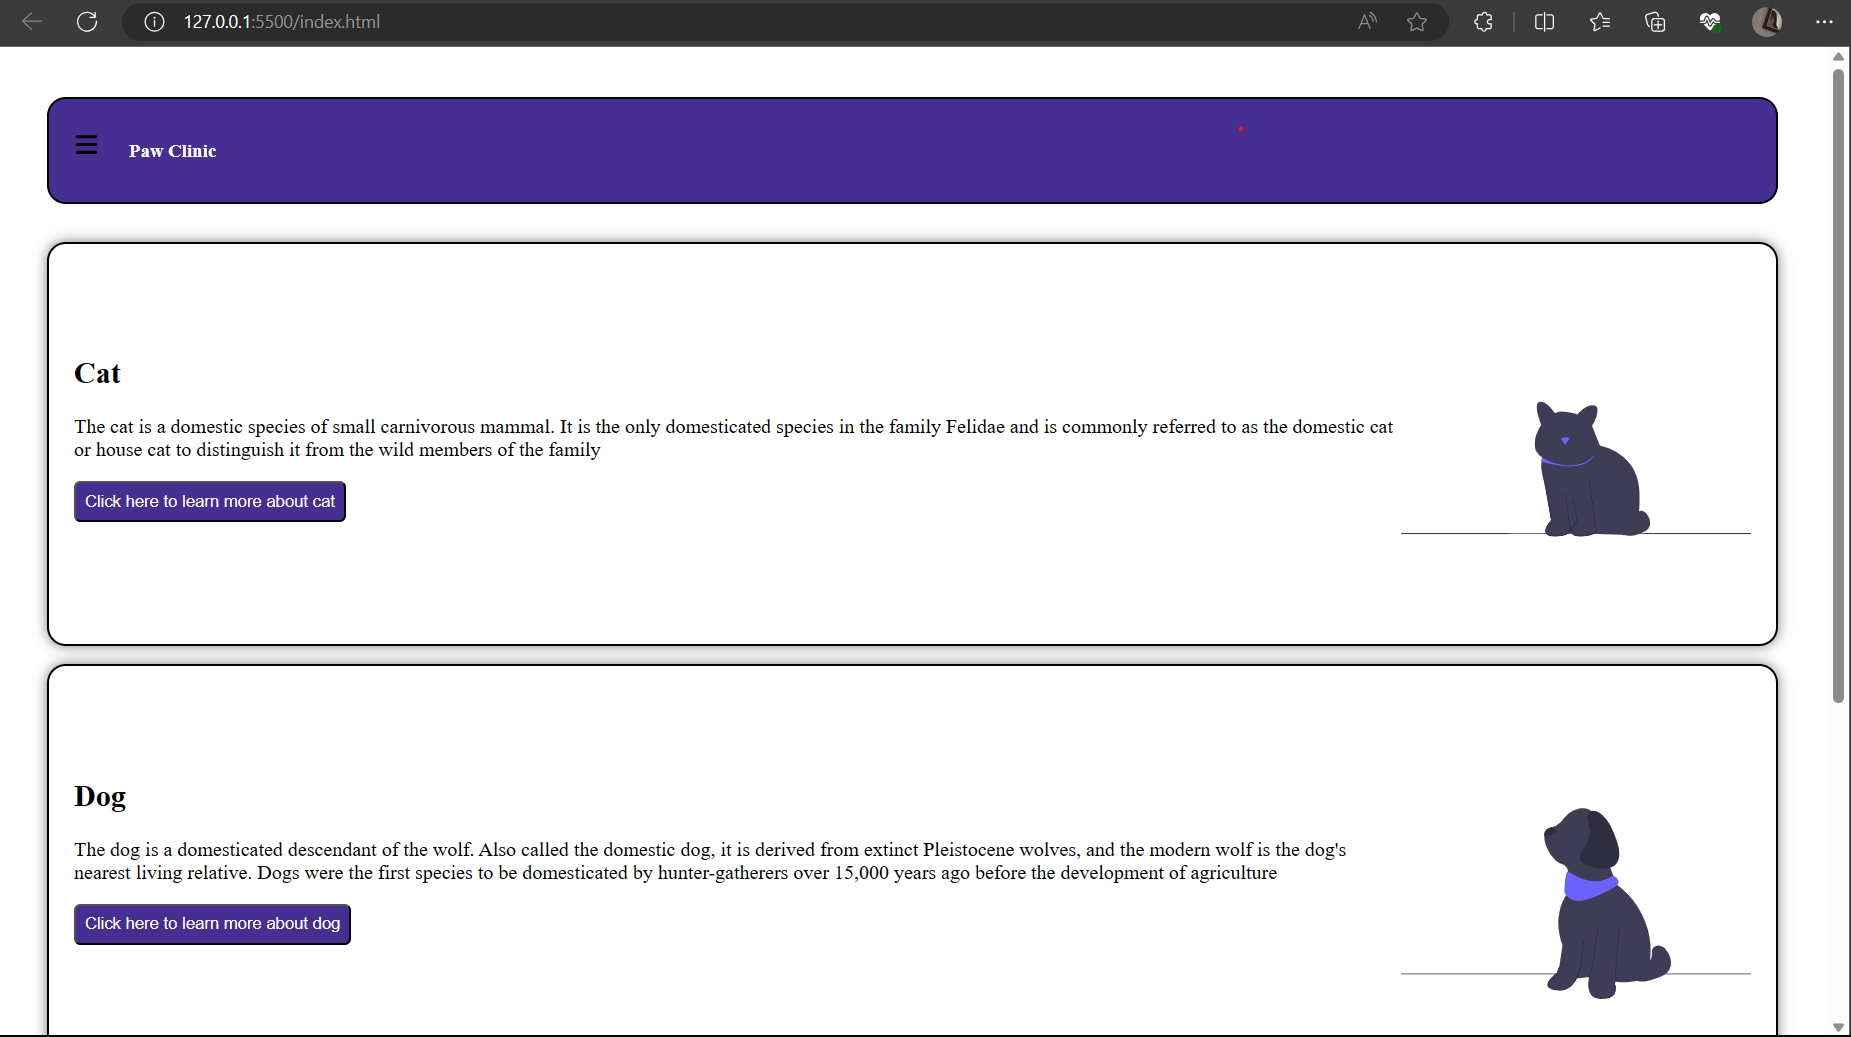 127.0.0.1:5500/index.html
Paw Clinic
Cat
The cat is a domestic species of small carnivorous mammal. It is the only domesticated species in the family Felidae and is commonly referred to as the domestic cat
or house cat to distinguish it from the wild members of the family
Click here to learn more about cat
Dog
The dog is a domesticated descendant of the wolf. Also called the domestic dog, it is derived from extinct Pleistocene wolves, and the modern wolf is the dog's
nearest living relative. Dogs were the first species to be domesticated by hunter-gatherers over 15,000 years ago before the development of agriculture
Click here to learn more about dog